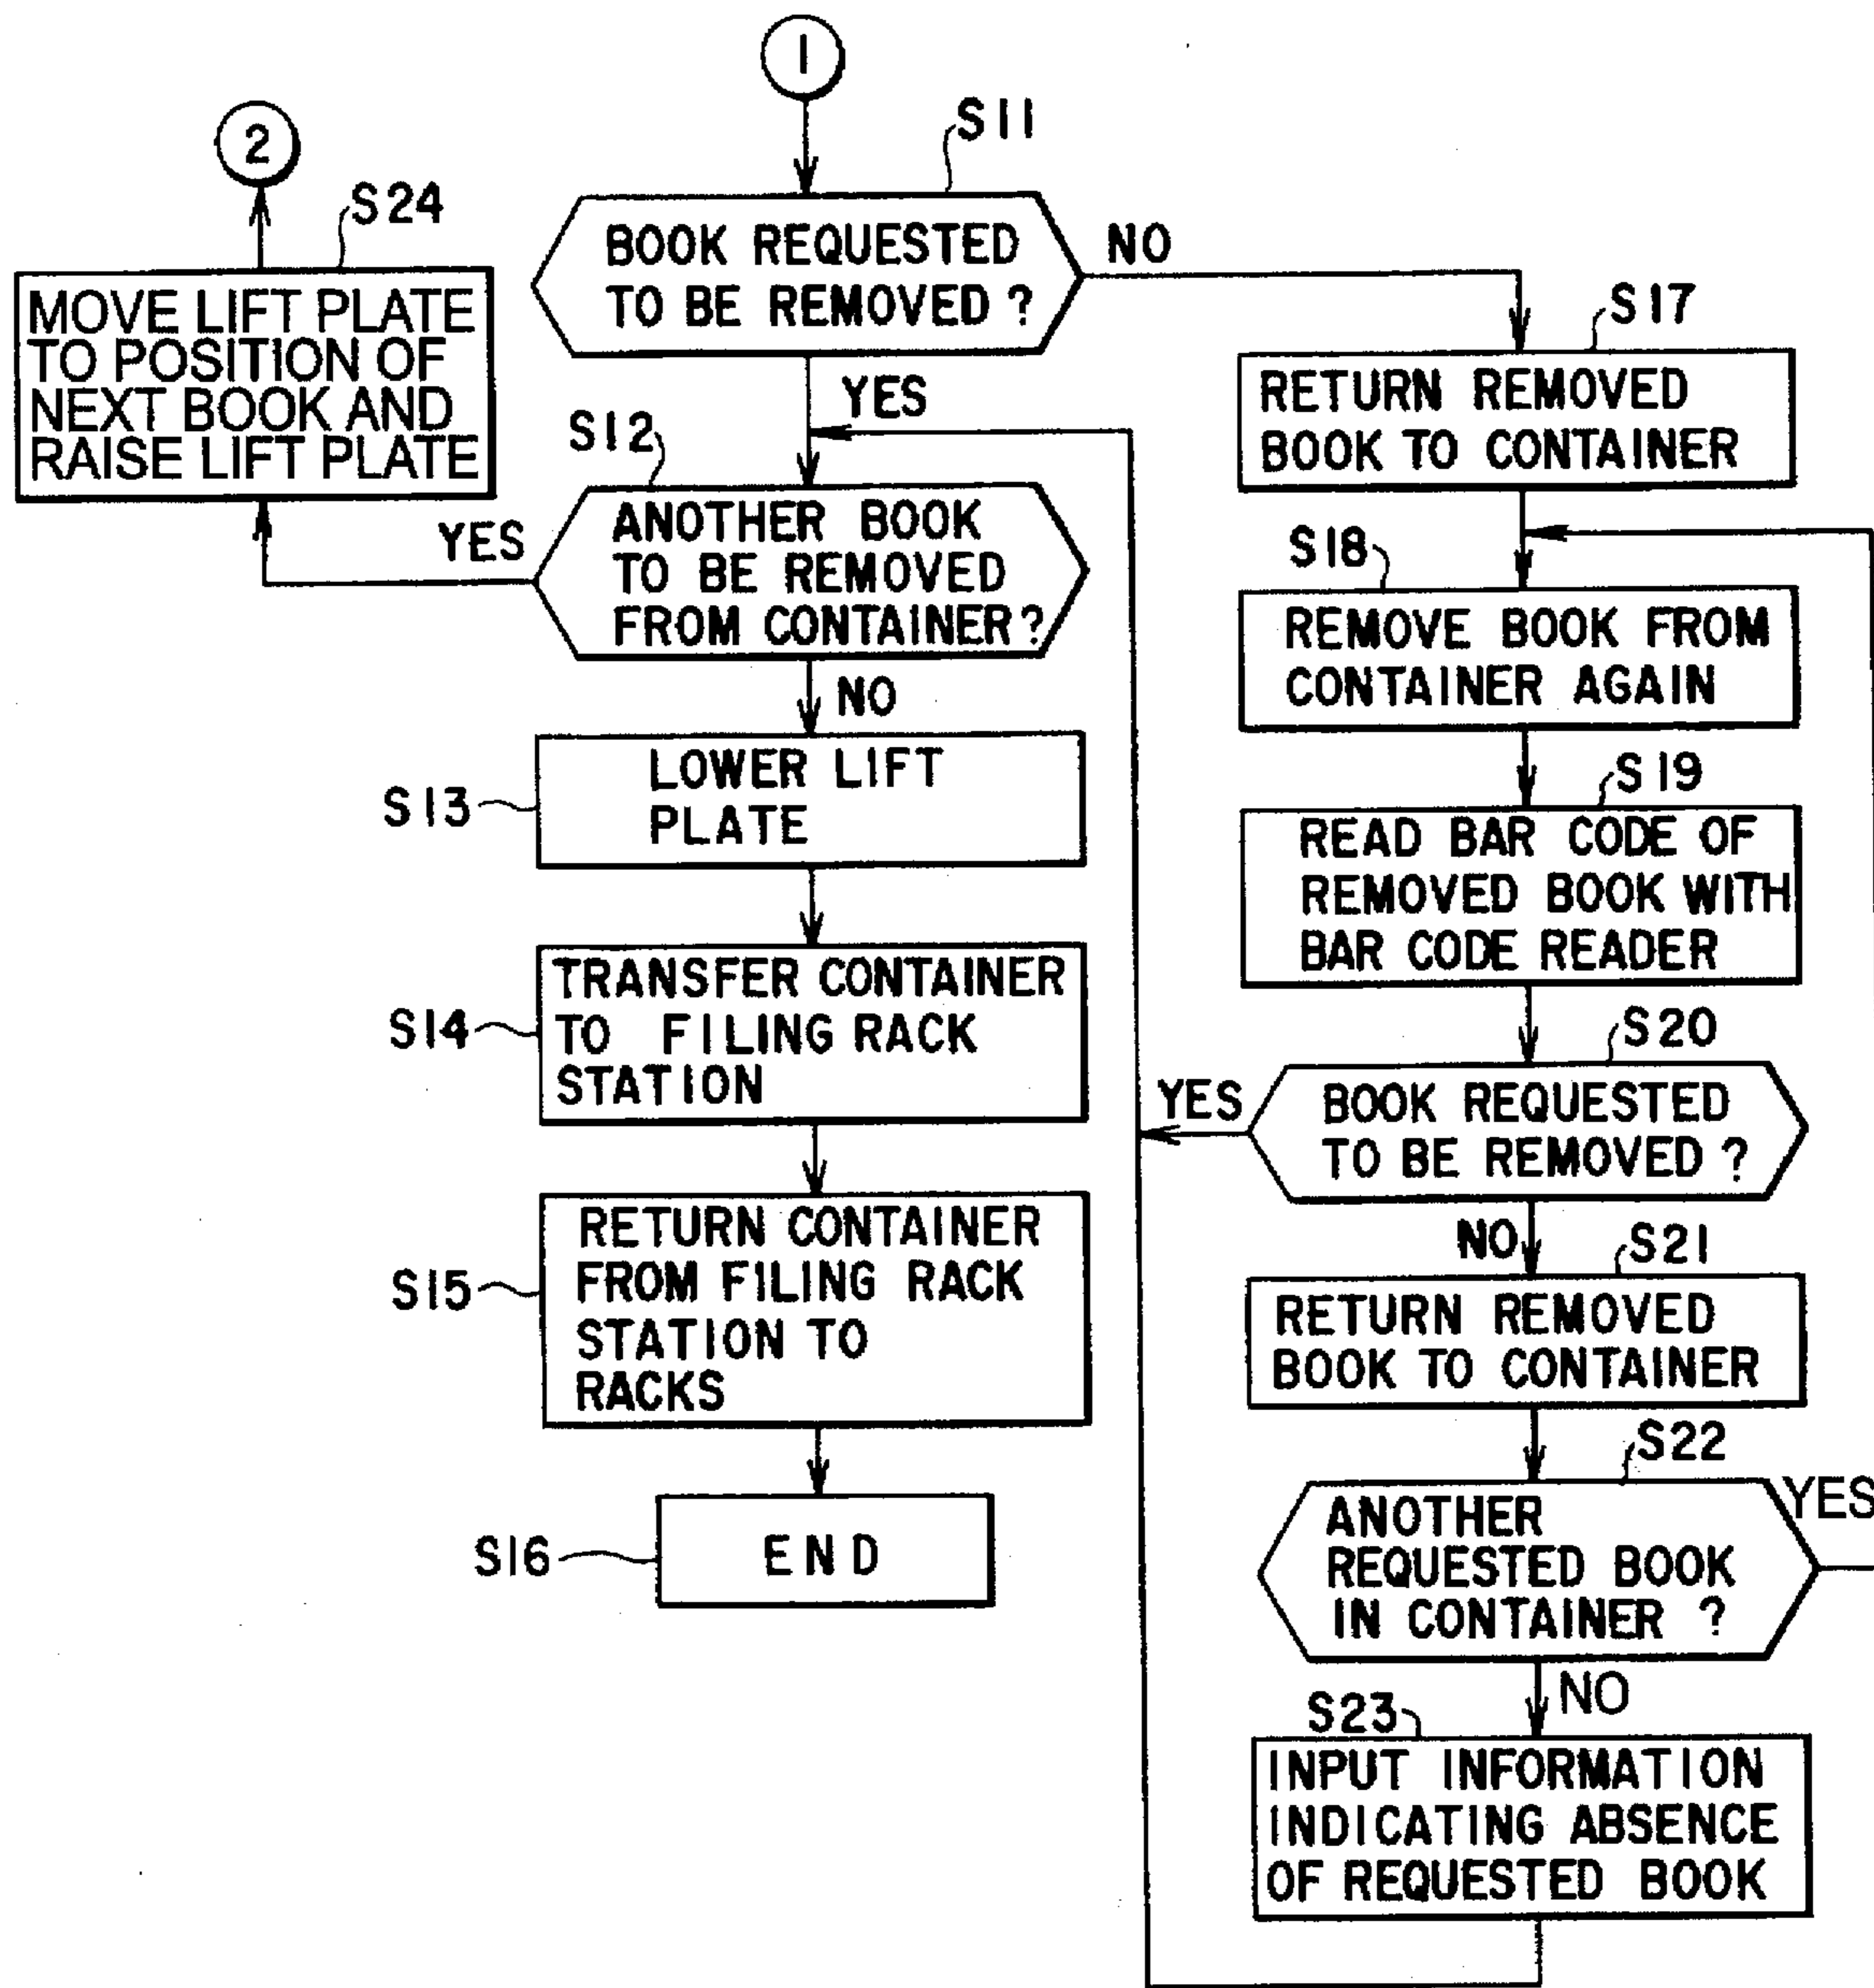 1
S11
BOOK REQUESTED
TO BE REMOVED ?
NO
YES
2
S24
MOVE LIFT PLATE
TO POSITION OF
NEXT BOOK AND
RAISE LIFT PLATE
S12
ANOTHER BOOK
TO BE REMOVED
FROM CONTAINER?
YES
NO
S13
LOWER LIFT
PLATE
S14
TRANSFER CONTAINER
TO FILING RACK
STATION
S15
RETURN CONTAINER
FROM FILING RACK
STATION TO
RACKS
S16
END
S17
RETURN REMOVED
BOOK TO CONTAINER
S18
REMOVE BOOK FROM
CONTAINER AGAIN
S19
READ BAR CODE OF
REMOVED BOOK WITH
BAR CODE READER
S20
BOOK REQUESTED
TO BE REMOVED ?
YES
NO
S21
RETURN REMOVED
BOOK TO CONTAINER
S22
ANOTHER
REQUESTED BOOK
IN CONTAINER ?
YES
NO
S23
INPUT INFORMATION
INDICATING ABSENCE
OF REQUESTED BOOK